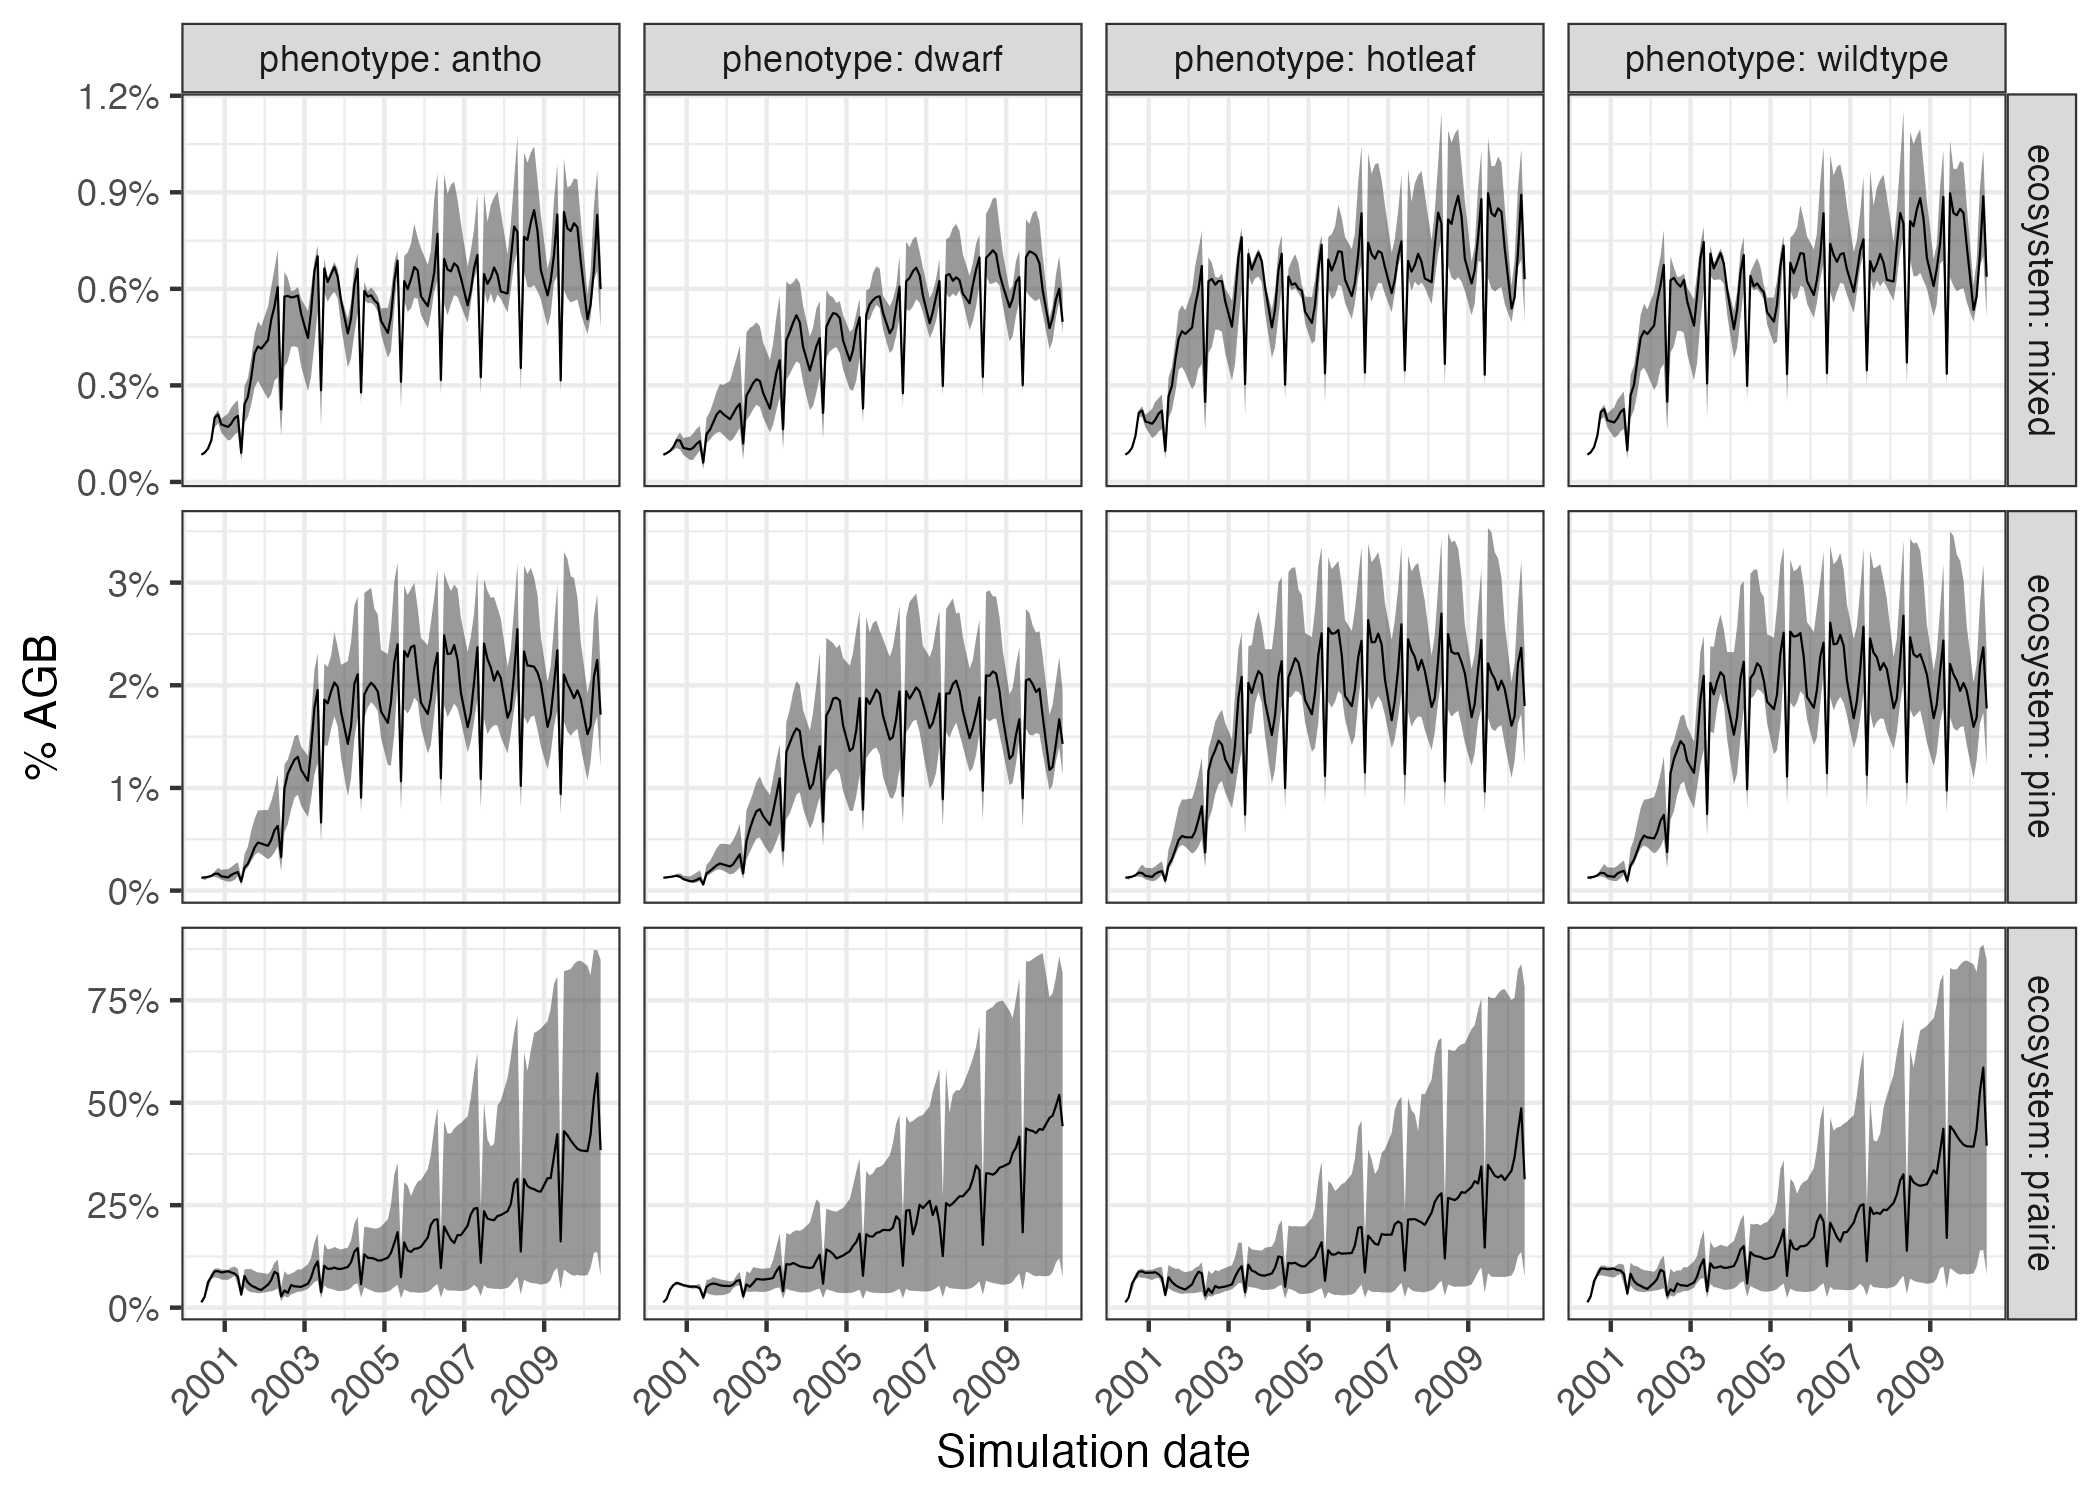 phenotype: antho
phenotype: dwarf
phenotype: hotleaf
phenotype: wildtype
1.2%
0.9%
0.6%
0.3%
0.0%
ecosystem: mixed
3%
2%
1%
0%
ecosystem: pine
75%
50%
25%
0%
ecosystem: prairie
% AGB
2001 2003 2005 2007 2009
2001 2003 2005 2007 2009
2001 2003 2005 2007 2009
2001 2003 2005 2007 2009
Simulation date